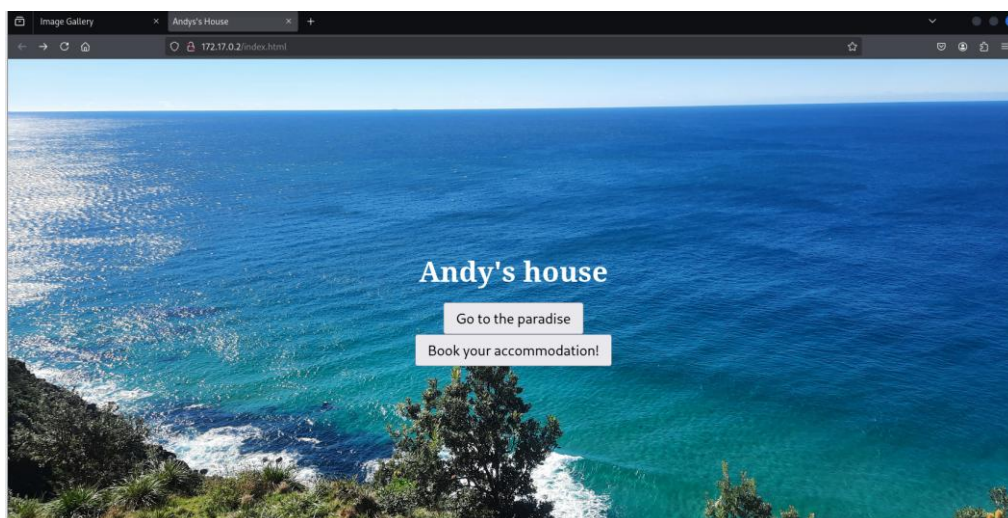 Image Gallery
Andys's House
172.17.0.2/index.html
Andy's house
Go to the paradise
Book your accommodation!